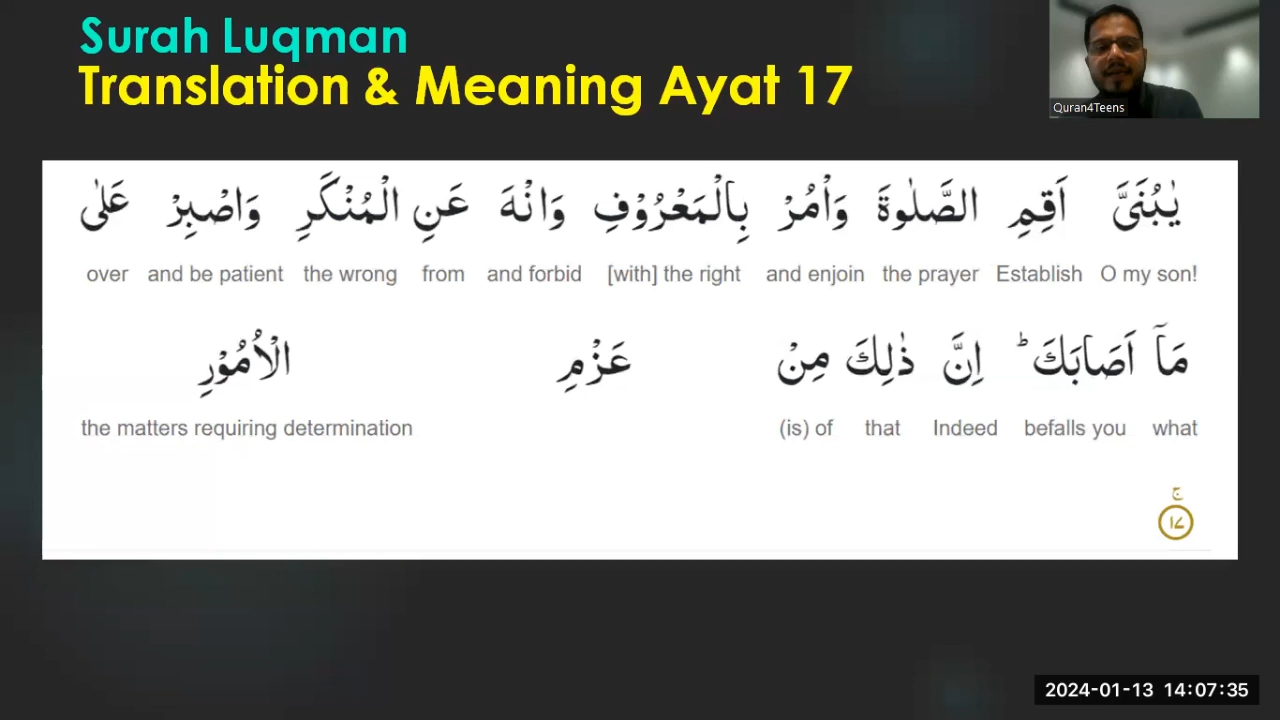 Surah Luqman
Translation & Meaning Ayat 17
Quran4Teens
يٰبُنَىَّ اَقِمِ الصَّلٰوةَ وَاْمُرْ بِالْمَعْرُوْفِ وَانْهَ عَنِ الْمُنْكَرِ وَاصْبِرْ عَلٰى
over and be patient the wrong from and forbid [with] the right and enjoin the prayer Establish O my son!
مَاۤ اَصَابَكَ‌ؕ اِنَّ ذٰلِكَ مِنْ عَزْمِ الْاُمُوْرِ
the matters requiring determination (is) of that Indeed befalls you what
ج
١٧
2024-01-13 14:07:35